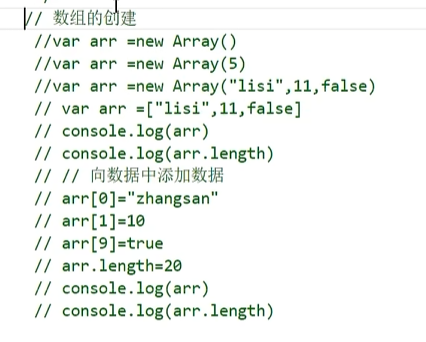 // 数组的创建
//var arr =new Array()
//var arr =new Array(5)
//var arr =new Array("lisi",11,false)
// var arr =["lisi",11,false]
// console.log(arr)
// console.log(arr.length)
// // 向数据中添加数据
// arr[0]="zhangsan"
// arr[1]=10
// arr[9]=true
// arr.length=20
// console.log(arr)
// console.log(arr.length)